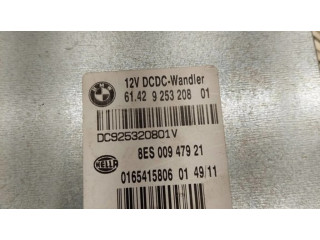 12V DCDC-Wandler
61.42 9 253 208 01
DC925320801V
8ES 009 479 21
HELLA
0165415806 01 49/11